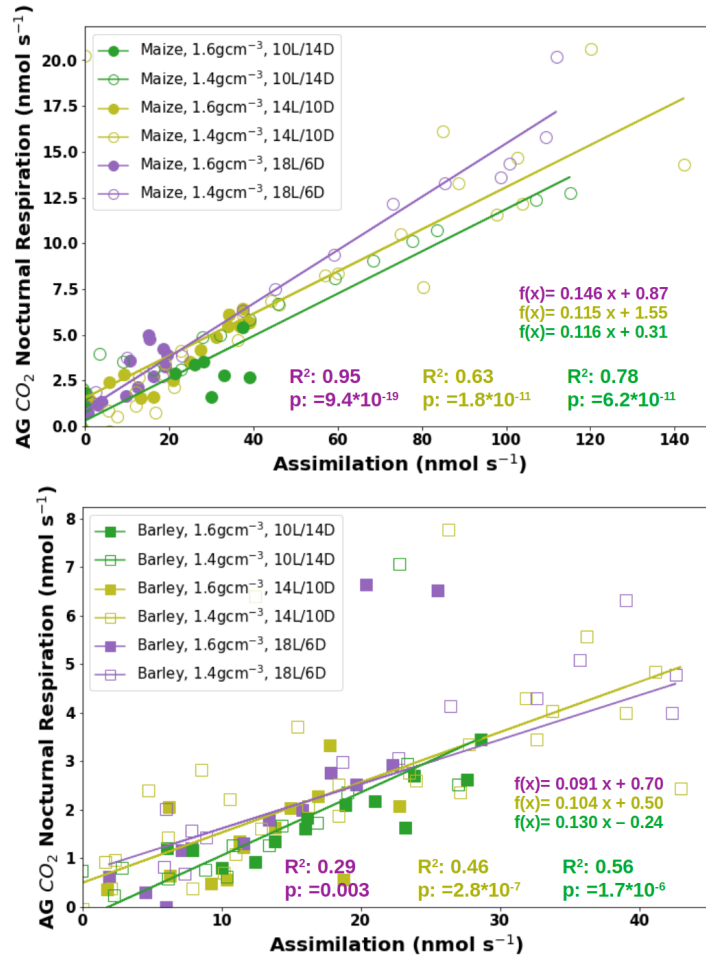 AG CO₂ Nocturnal Respiration (nmol s⁻¹)
20.0
17.5
15.0
12.5
10.0
7.5
5.0
2.5
0.0
Maize, 1.6gcm⁻³, 10L/14D
Maize, 1.4gcm⁻³, 10L/14D
Maize, 1.6gcm⁻³, 14L/10D
Maize, 1.4gcm⁻³, 14L/10D
Maize, 1.6gcm⁻³, 18L/6D
Maize, 1.4gcm⁻³, 18L/6D
f(x)= 0.146 x + 0.87
f(x)= 0.115 x + 1.55
f(x)= 0.116 x + 0.31
R²: 0.95 R²: 0.63 R²: 0.78
p: =9.4*10⁻¹⁹ p: =1.8*10⁻¹¹ p: =6.2*10⁻¹¹
0 20 40 60 80 100 120 140
Assimilation (nmol s⁻¹)
AG CO₂ Nocturnal Respiration (nmol s⁻¹)
8
7
6
5
4
3
2
1
0
Barley, 1.6gcm⁻³, 10L/14D
Barley, 1.4gcm⁻³, 10L/14D
Barley, 1.6gcm⁻³, 14L/10D
Barley, 1.4gcm⁻³, 14L/10D
Barley, 1.6gcm⁻³, 18L/6D
Barley, 1.4gcm⁻³, 18L/6D
f(x)= 0.091 x + 0.70
f(x)= 0.104 x + 0.50
f(x)= 0.130 x − 0.24
R²: 0.29 R²: 0.46 R²: 0.56
p: =0.003 p: =2.8*10⁻⁷ p: =1.7*10⁻⁶
0 10 20 30 40
Assimilation (nmol s⁻¹)